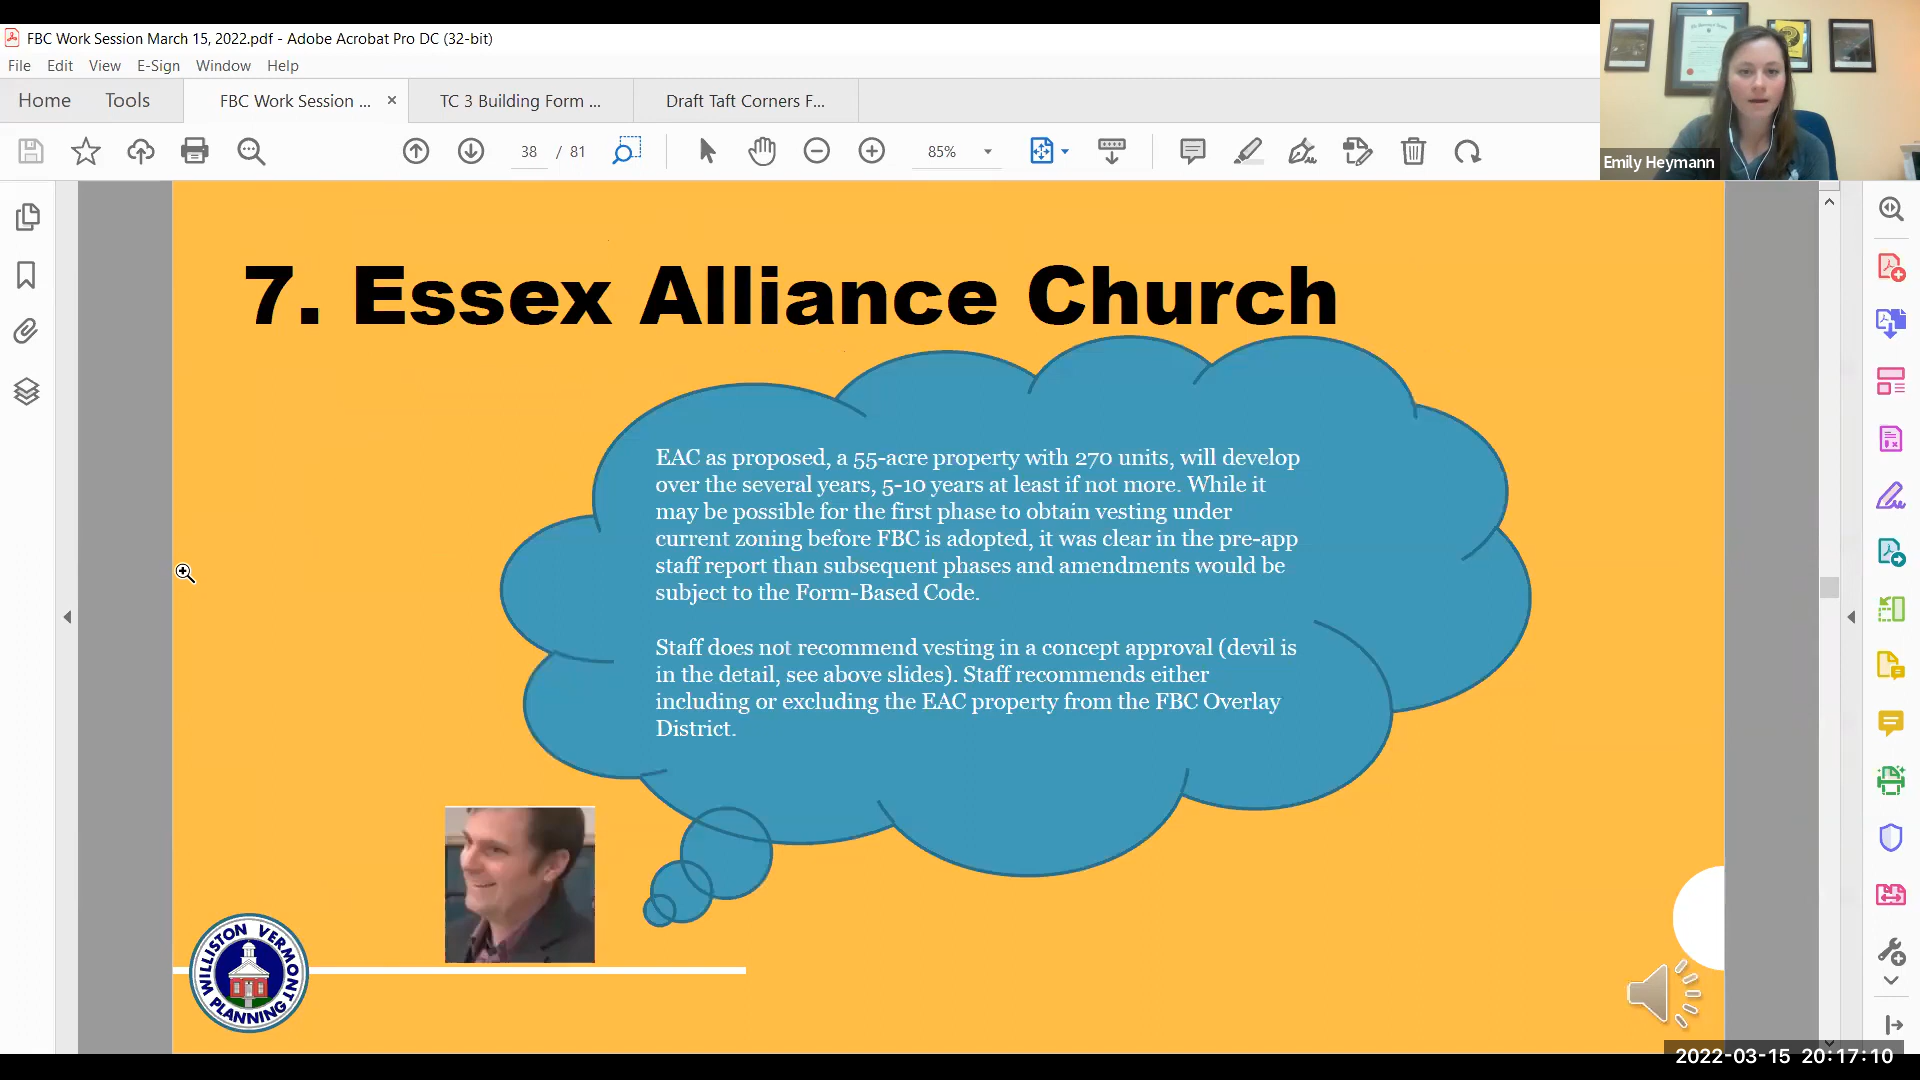 FBC Work Session March 15, 2022.pdf - Adobe Acrobat Pro DC (32-bit)
File Edit View E-Sign Window Help
Home Tools FBC Work Session ... × TC 3 Building Form ... Draft Taft Corners F...
38 / 81 85%
Emily Heymann
7. Essex Alliance Church
EAC as proposed, a 55-acre property with 270 units, will develop
over the several years, 5-10 years at least if not more. While it
may be possible for the first phase to obtain vesting under
current zoning before FBC is adopted, it was clear in the pre-app
staff report than subsequent phases and amendments would be
subject to the Form-Based Code.
Staff does not recommend vesting in a concept approval (devil is
in the detail, see above slides). Staff recommends either
including or excluding the EAC property from the FBC Overlay
District.
WILLISTON VERMONT
PLANNING
2022-03-15 20:17:10